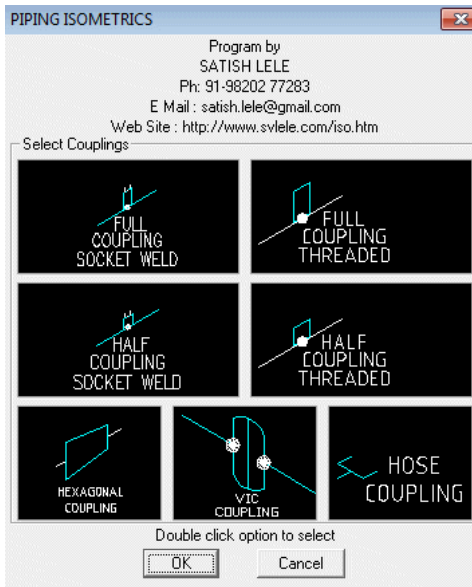 PIPING ISOMETRICS
Program by
SATISH LELE
Ph: 91-98202 77283
E Mail : satish.lele@gmail.com
Web Site : http://www.svlele.com/iso.htm
Select Couplings
FULL
COUPLING
SOCKET WELD
FULL
COUPLING
THREADED
HALF
COUPLING
SOCKET WELD
HALF
COUPLING
THREADED
HEXAGONAL
COUPLING
VIC
COUPLING
HOSE
COUPLING
Double click option to select
OK
Cancel